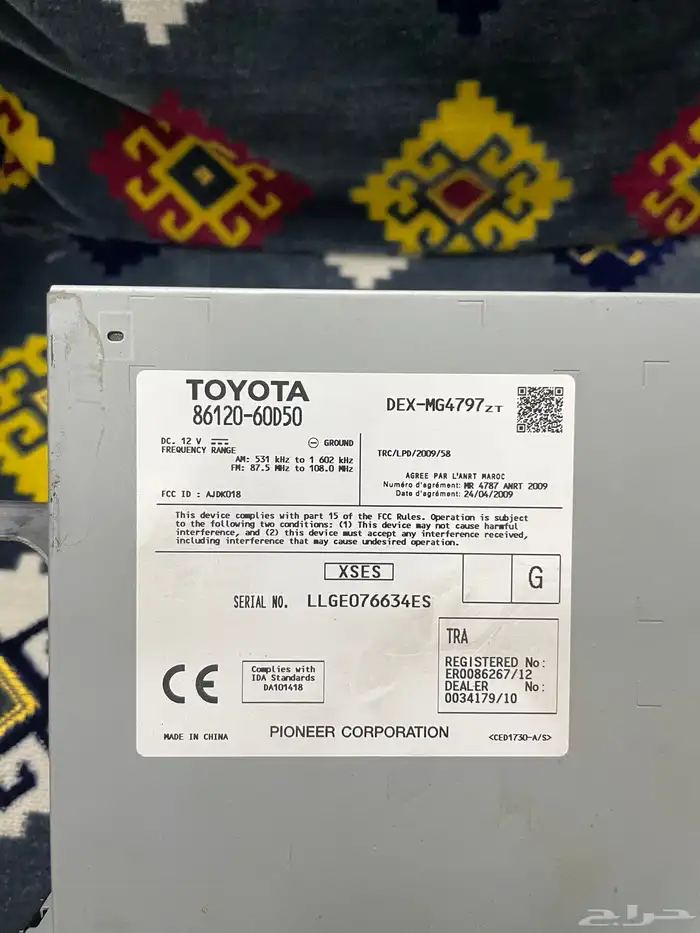 TOYOTA
86120-60D50
DEX-MG4797ZT
DC. 12 V
GROUND
FREQUENCY RANGE
AM: 531 kHz to 1 602 kHz
FM: 87.5 MHz to 108.0 MHz
FCC ID : AJDK018
TRC/LPD/2009/58
AGREE PAR L'ANRT MAROC
Numéro d'agrément: MR 4787 ANRT 2009
Date d'agrément: 24/04/2009
This device complies with part 15 of the FCC Rules. Operation is subject
to the following two conditions: (1) This device may not cause harmful
interference, and (2) this device must accept any interference received,
including interference that may cause undesired operation.
XSES
G
SERIAL NO. LLGE076634ES
TRA
REGISTERED No:
ER0086267/12
DEALER No:
0034179/10
CE
Complies with
IDA Standards
DA101418
MADE IN CHINA
PIONEER CORPORATION
<CED1730-A/S>
حراج